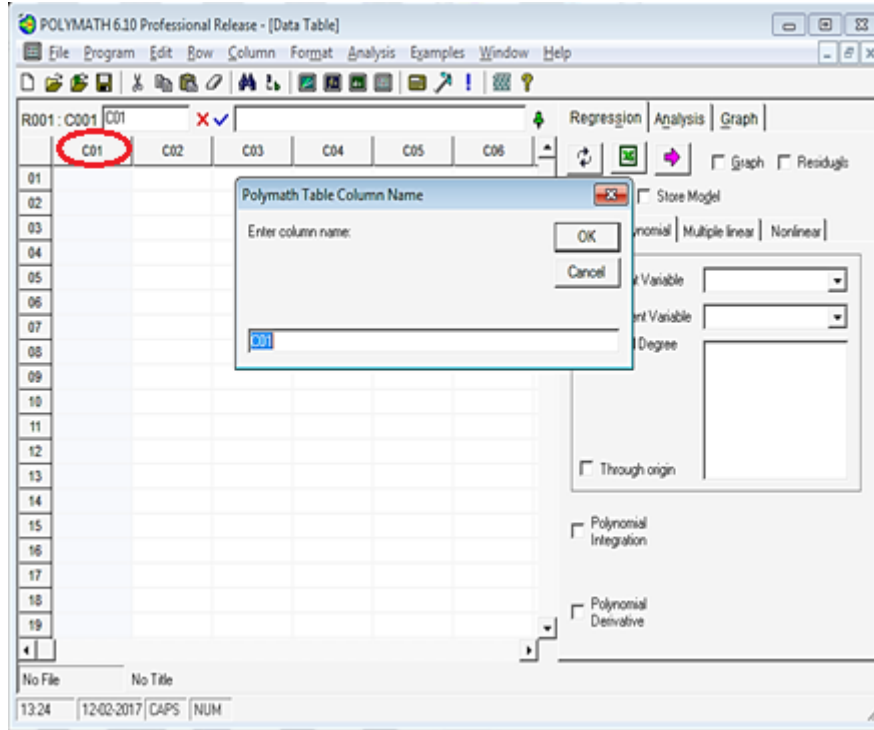 POLYMATH 6.10 Professional Release - [Data Table]
File Program Edit Row Column Format Analysis Examples Window Help
R001 : C001 C01
Regression Analysis Graph
C01 C02 C03 C04 C05 C06
Graph Residuals
01
Polymath Table Column Name
Store Model
02
03
Enter column name:
OK
nomial Multiple linear Nonlinear
04
Cancel
t Variable
05
06
ent Variable
07
C01
Degree
08
09
10
11
12
Through origin
13
14
15
Polynomial
Integration
16
17
18
Polynomial
Derivative
19
No File No Title
13:24 12-02-2017 CAPS NUM